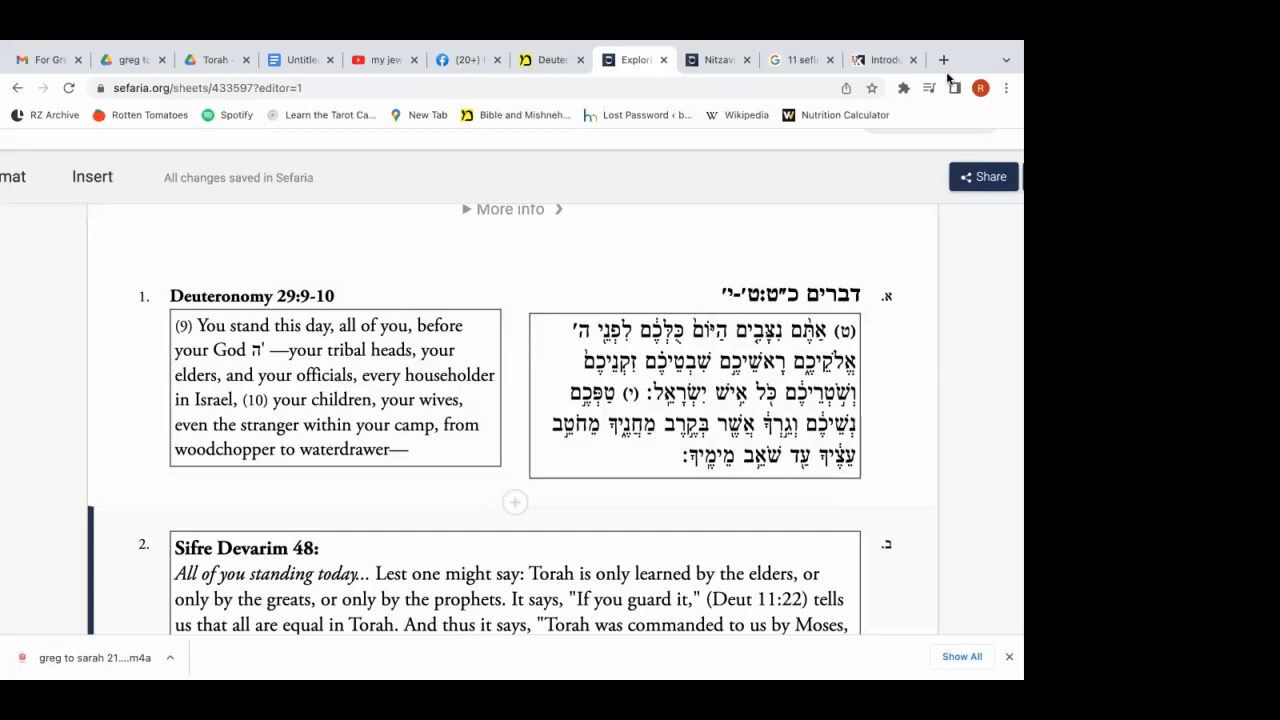 For Gre
greg to
Torah -
Untitle
my jew
(20+) I
Deuter
Explori
Nitzav
11 sefi
Introdu
sefaria.org/sheets/433597?editor=1
R
RZ Archive
Rotten Tomatoes
Spotify
Learn the Tarot Ca...
New Tab
Bible and Mishneh...
Lost Password ‹ b...
Wikipedia
Nutrition Calculator
mat
Insert
All changes saved in Sefaria
Share
More info
1.
Deuteronomy 29:9-10
(9) You stand this day, all of you, before
your God ה' —your tribal heads, your
elders, and your officials, every householder
in Israel, (10) your children, your wives,
even the stranger within your camp, from
woodchopper to waterdrawer—
א.
דברים כ״ט:ט׳-י׳
(ט) אַתֶּ֨ם נִצָּבִ֤ים הַיּוֹם֙ כֻּלְּכֶ֔ם לִפְנֵ֖י ה'
אֱלֹקֵיכֶ֑ם רָאשֵׁיכֶ֣ם שִׁבְטֵיכֶ֗ם זִקְנֵיכֶם֙
וְשֹׁ֣טְרֵיכֶ֔ם כֹּ֖ל אִ֥ישׁ יִשְׂרָאֵֽל׃ (י) טַפְּכֶ֣ם
נְשֵׁיכֶ֔ם וְגֵ֣רְךָ֔ אֲשֶׁ֖ר בְּקֶ֣רֶב מַחֲנֶ֑יךָ מֵחֹטֵ֣ב
עֵצֶ֔יךָ עַ֖ד שֹׁאֵ֥ב מֵימֶֽיךָ׃
2.
ב.
Sifre Devarim 48:
All of you standing today... Lest one might say: Torah is only learned by the elders, or
only by the greats, or only by the prophets. It says, "If you guard it," (Deut 11:22) tells
us that all are equal in Torah. And thus it says, "Torah was commanded to us by Moses,
greg to sarah 21....m4a
Show All